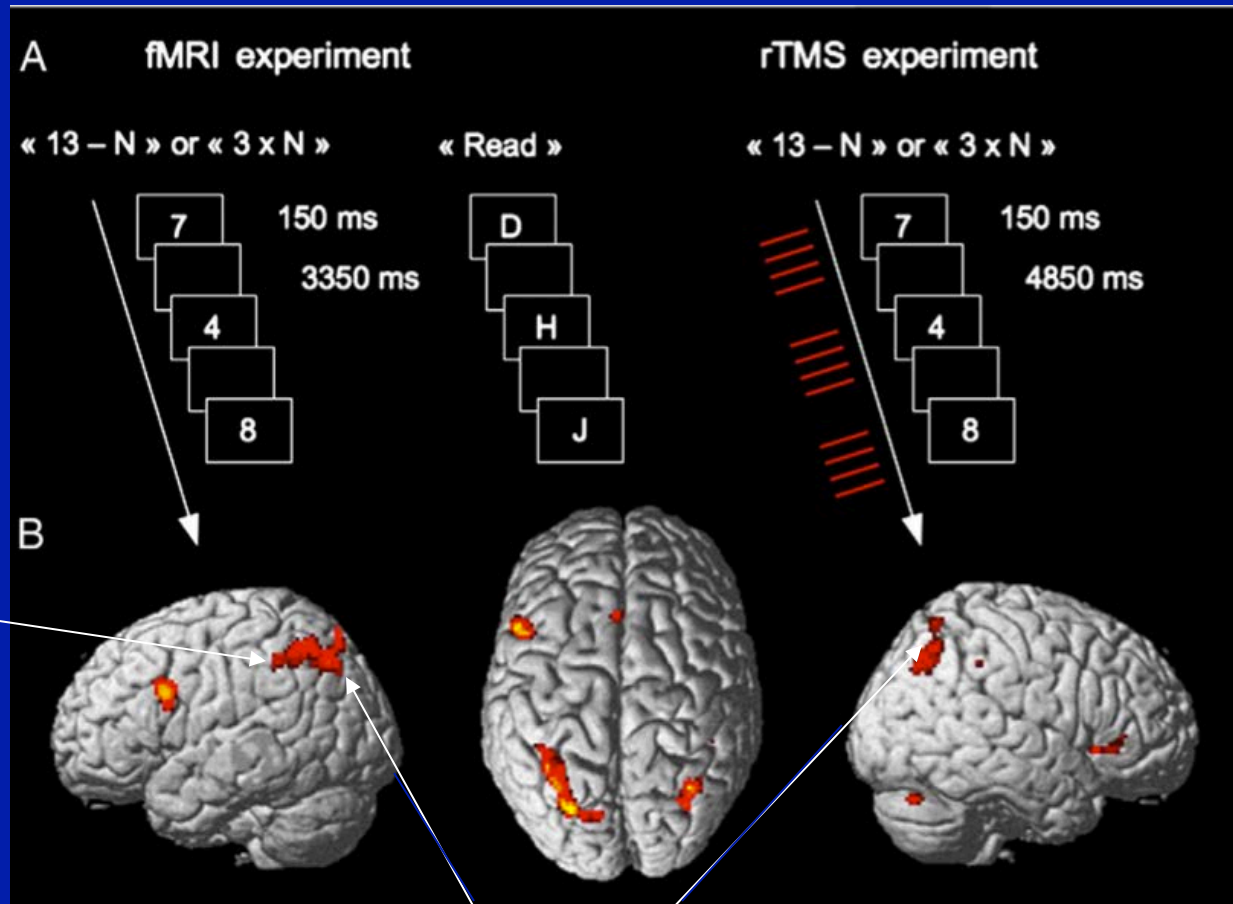 A fMRI experiment rTMS experiment
« 13 – N » or « 3 x N » « Read » « 13 – N » or « 3 x N »
7 150 ms D 7 150 ms
3350 ms 4850 ms
4 H 4
8 J 8
B